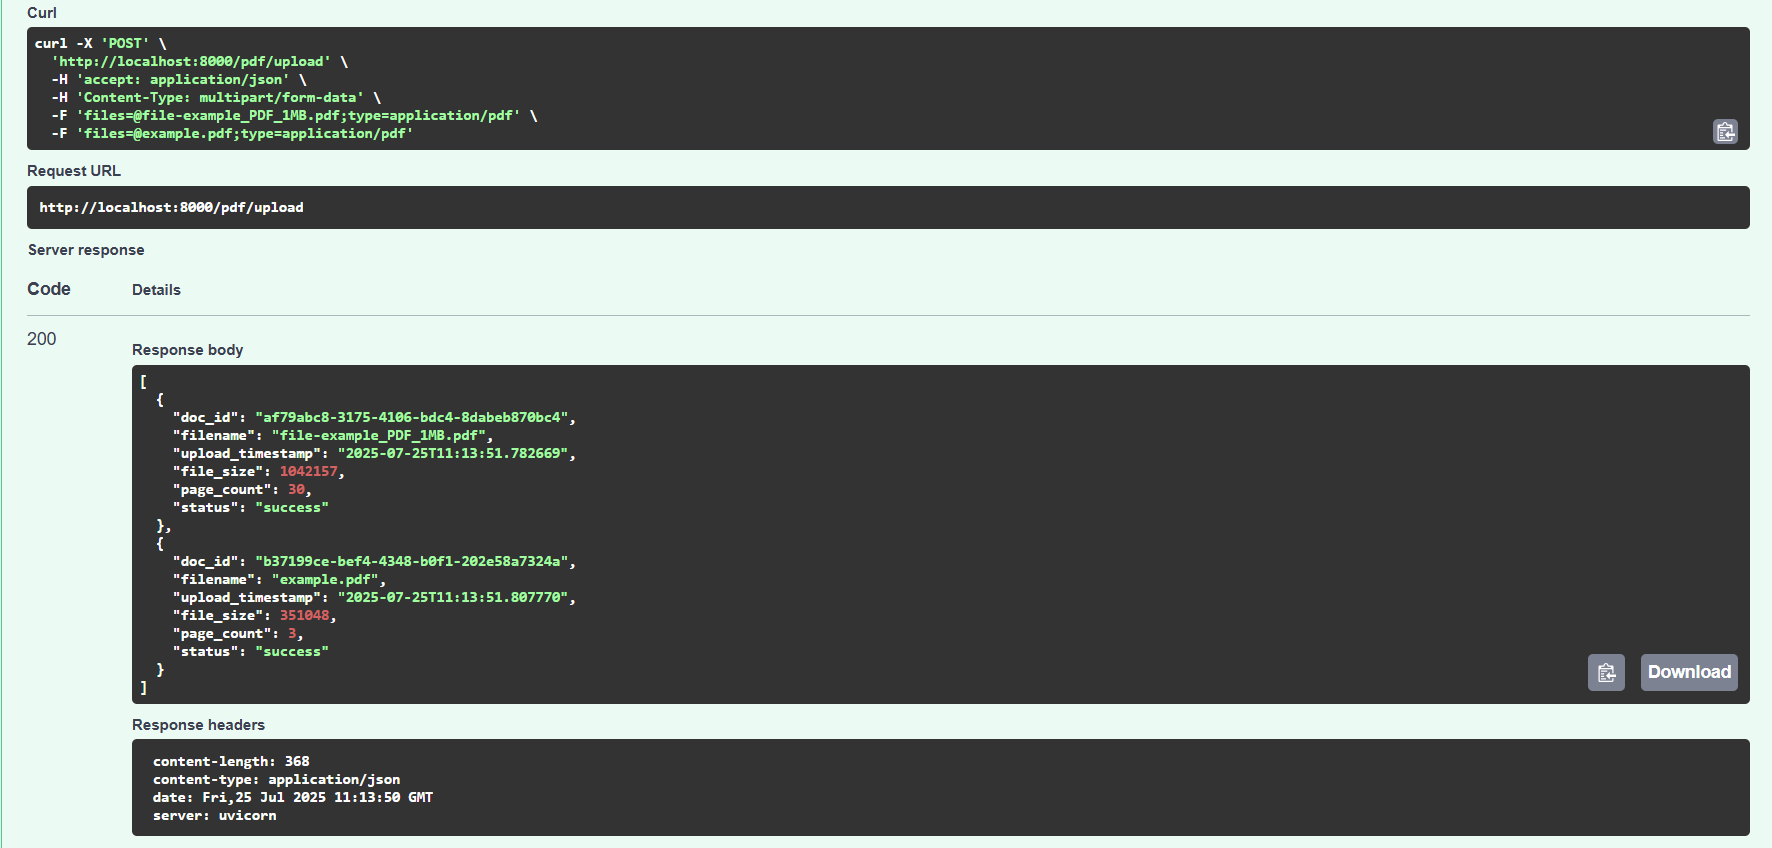 Curl
curl -X 'POST' \
  'http://localhost:8000/pdf/upload' \
  -H 'accept: application/json' \
  -H 'Content-Type: multipart/form-data' \
  -F 'files=@file-example_PDF_1MB.pdf;type=application/pdf' \
  -F 'files=@example.pdf;type=application/pdf'
Request URL
http://localhost:8000/pdf/upload
Server response
Code Details
200
Response body
[
  {
    "doc_id": "af79abc8-3175-4106-bdc4-8dabeb870bc4",
    "filename": "file-example_PDF_1MB.pdf",
    "upload_timestamp": "2025-07-25T11:13:51.782669",
    "file_size": 1042157,
    "page_count": 30,
    "status": "success"
  },
  {
    "doc_id": "b37199ce-bef4-4348-b0f1-202e58a7324a",
    "filename": "example.pdf",
    "upload_timestamp": "2025-07-25T11:13:51.807770",
    "file_size": 351048,
    "page_count": 3,
    "status": "success"
  }
]
Download
Response headers
content-length: 368
content-type: application/json
date: Fri,25 Jul 2025 11:13:50 GMT
server: uvicorn